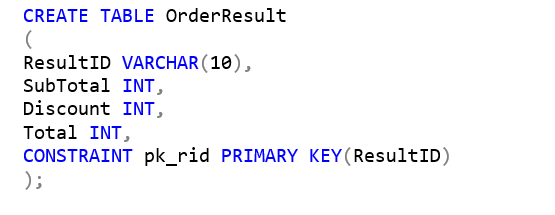 CREATE TABLE OrderResult
(
ResultID VARCHAR(10),
SubTotal INT,
Discount INT,
Total INT,
CONSTRAINT pk_rid PRIMARY KEY(ResultID)
);